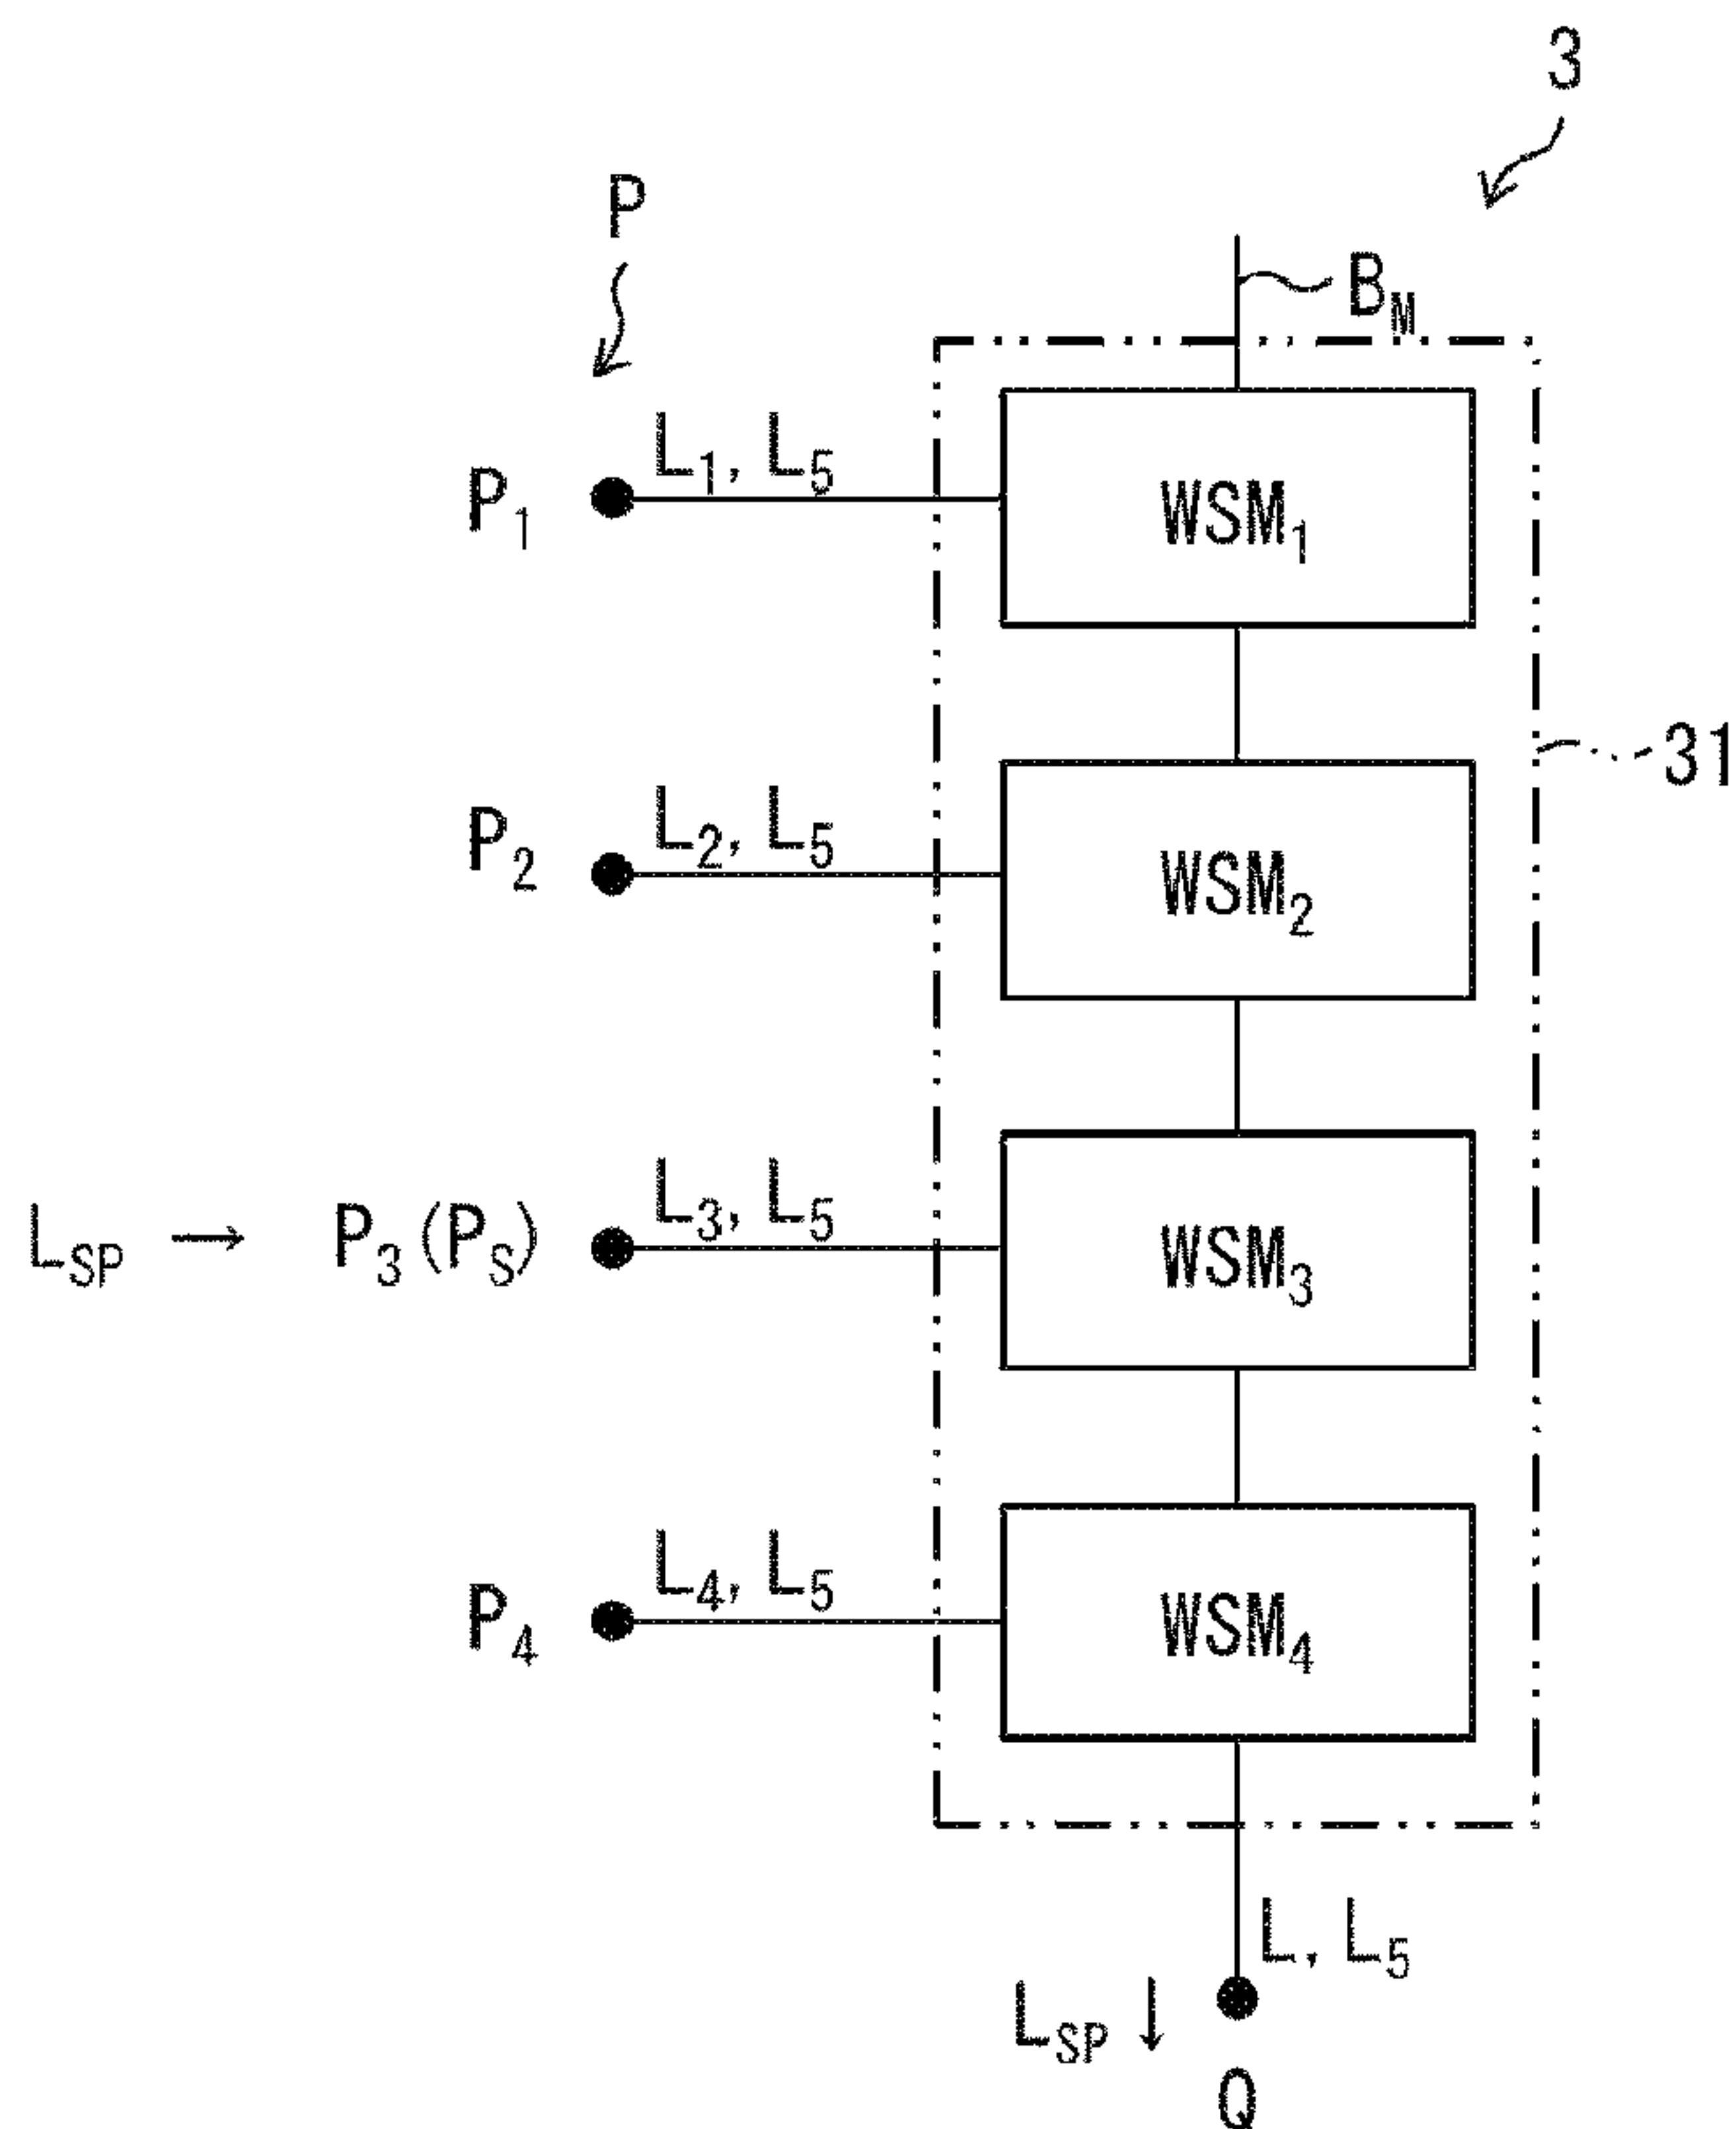 3
P
B_M
L_1, L_5
P_1
WSM_1
31
L_2, L_5
P_2
WSM_2
L_3, L_5
L_SP → P_3(P_S)
WSM_3
L_4, L_5
P_4
WSM_4
L, L_5
L_SP ↓
Q